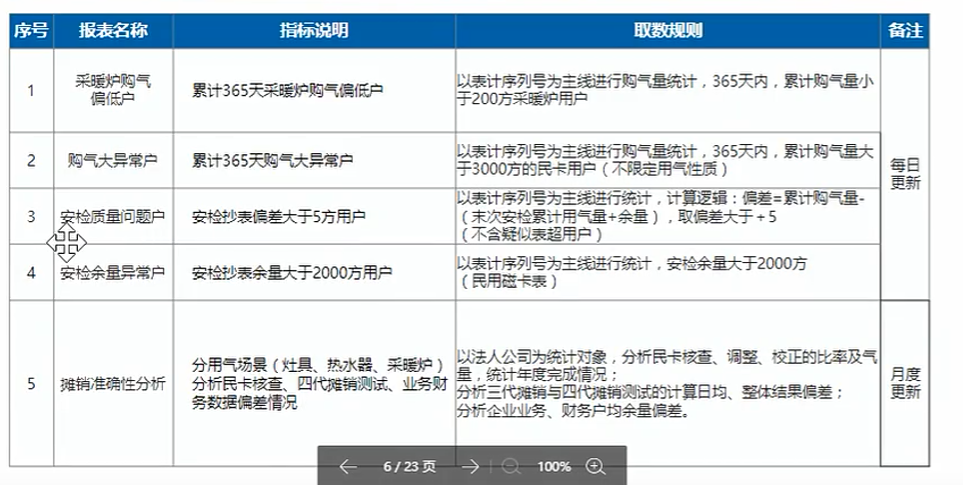 序号 报表名称 指标说明 取数规则 备注
1 采暖炉购气偏低户 累计365天采暖炉购气偏低户 以表计序列号为主线进行购气量统计，365天内，累计购气量小
于200方采暖炉用户
2 购气大异常户 累计365天购气大异常户 以表计序列号为主线进行购气量统计，365天内，累计购气量大
于3000方的民卡用户（不限定用气性质）
每日
更新
3 安检质量问题户 安检抄表偏差大于5方用户 以表计序列号为主线进行统计，计算逻辑：偏差=累计购气量-
（末次安检累计用气量+余量），取偏差大于＋5
（不含疑似表超用户）
4 安检余量异常户 安检抄表余量大于2000方用户 以表计序列号为主线进行统计，安检余量大于2000方
（民用磁卡表）
5 摊销准确性分析
分用气场景（灶具、热水器、采暖炉）
分析民卡核查、四代摊销测试、业务财
务数据偏差情况
以法人公司为统计对象，分析民卡核查、调整、校正的比率及气
量，统计年度完成情况；
分析三代摊销与四代摊销测试的计算日均、整体结果偏差；
分析企业业务、财务户均余量偏差。
月度
更新
6 / 23 页 100%